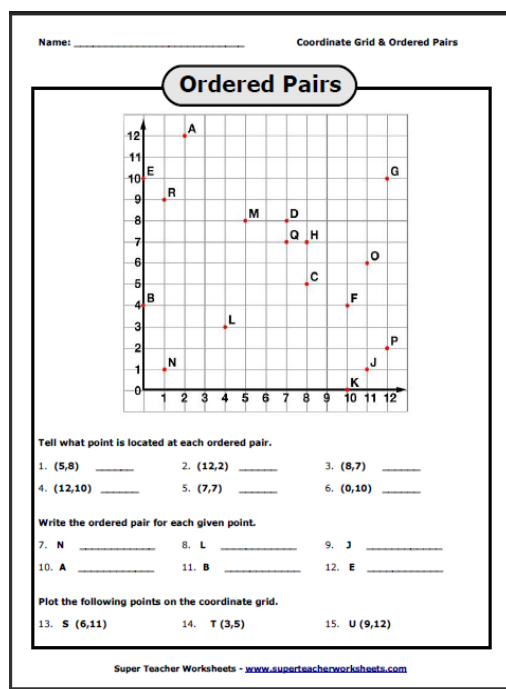 Name: ____________________________ Coordinate Grid & Ordered Pairs
Ordered Pairs
12 A
11
10 E G
9 R
8 M D
7 Q H
6 O
5 C
4 B F
3 L
2 P
1 N J
0 K
1 2 3 4 5 6 7 8 9 10 11 12
Tell what point is located at each ordered pair.
1. (5,8) ______ 2. (12,2) ______ 3. (8,7) ______
4. (12,10) ______ 5. (7,7) ______ 6. (0,10) ______
Write the ordered pair for each given point.
7. N ____________ 8. L ____________ 9. J ____________
10. A ____________ 11. B ____________ 12. E ____________
Plot the following points on the coordinate grid.
13. S (6,11) 14. T (3,5) 15. U (9,12)
Super Teacher Worksheets - www.superteacherworksheets.com